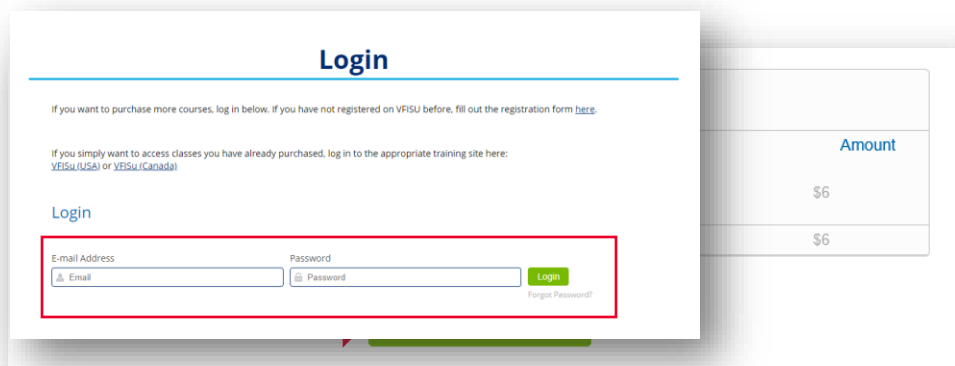 Login
If you want to purchase more courses, log in below. If you have not registered on VFISU before, fill out the registration form here.
If you simply want to access classes you have already purchased, log in to the appropriate training site here:
VFISu (USA) or VFISu (Canada)
Login
E-mail Address Password
Email Password Login
Forgot Password?
Amount
$6
$6